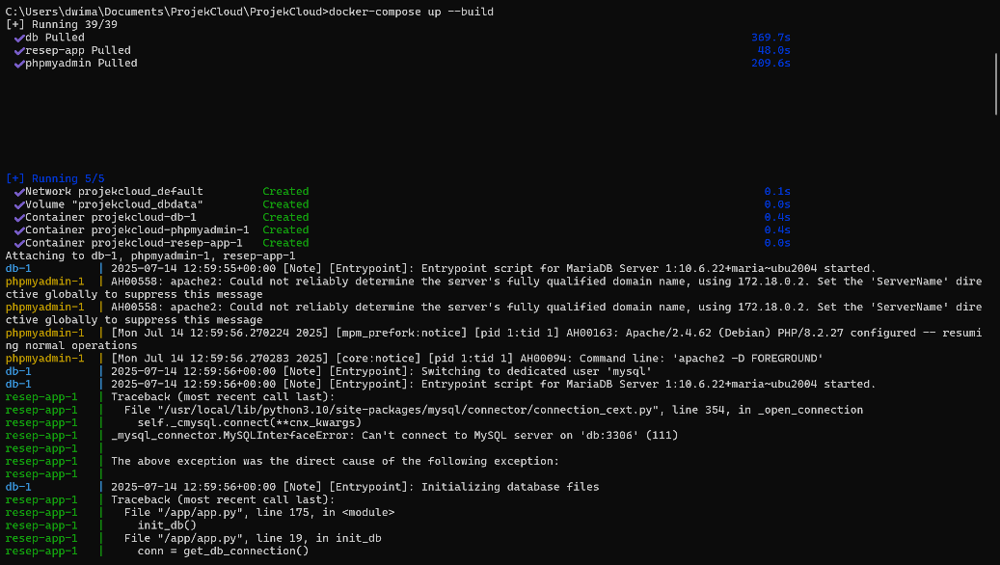 C:\Users\dwima\Documents\ProjekCloud\ProjekCloud>docker-compose up --build
[+] Running 39/39
✔db Pulled 369.7s
✔resep-app Pulled 48.0s
✔phpmyadmin Pulled 209.6s
[+] Running 5/5
✔Network projekcloud_default Created 0.1s
✔Volume "projekcloud_dbdata" Created 0.0s
✔Container projekcloud-db-1 Created 0.4s
✔Container projekcloud-phpmyadmin-1 Created 0.4s
✔Container projekcloud-resep-app-1 Created 0.0s
Attaching to db-1, phpmyadmin-1, resep-app-1
db-1 | 2025-07-14 12:59:55+00:00 [Note] [Entrypoint]: Entrypoint script for MariaDB Server 1:10.6.22+maria~ubu2004 started.
phpmyadmin-1 | AH00558: apache2: Could not reliably determine the server's fully qualified domain name, using 172.18.0.2. Set the 'ServerName' dire
ctive globally to suppress this message
phpmyadmin-1 | AH00558: apache2: Could not reliably determine the server's fully qualified domain name, using 172.18.0.2. Set the 'ServerName' dire
ctive globally to suppress this message
phpmyadmin-1 | [Mon Jul 14 12:59:56.270224 2025] [mpm_prefork:notice] [pid 1:tid 1] AH00163: Apache/2.4.62 (Debian) PHP/8.2.27 configured -- resumi
ng normal operations
phpmyadmin-1 | [Mon Jul 14 12:59:56.270283 2025] [core:notice] [pid 1:tid 1] AH00094: Command line: 'apache2 -D FOREGROUND'
db-1 | 2025-07-14 12:59:56+00:00 [Note] [Entrypoint]: Switching to dedicated user 'mysql'
db-1 | 2025-07-14 12:59:56+00:00 [Note] [Entrypoint]: Entrypoint script for MariaDB Server 1:10.6.22+maria~ubu2004 started.
resep-app-1 | Traceback (most recent call last):
resep-app-1 | File "/usr/local/lib/python3.10/site-packages/mysql/connector/connection_cext.py", line 354, in _open_connection
resep-app-1 | self._cmysql.connect(**cnx_kwargs)
resep-app-1 | _mysql_connector.MySQLInterfaceError: Can't connect to MySQL server on 'db:3306' (111)
resep-app-1 |
resep-app-1 | The above exception was the direct cause of the following exception:
resep-app-1 |
db-1 | 2025-07-14 12:59:56+00:00 [Note] [Entrypoint]: Initializing database files
resep-app-1 | Traceback (most recent call last):
resep-app-1 | File "/app/app.py", line 175, in <module>
resep-app-1 | init_db()
resep-app-1 | File "/app/app.py", line 19, in init_db
resep-app-1 | conn = get_db_connection()